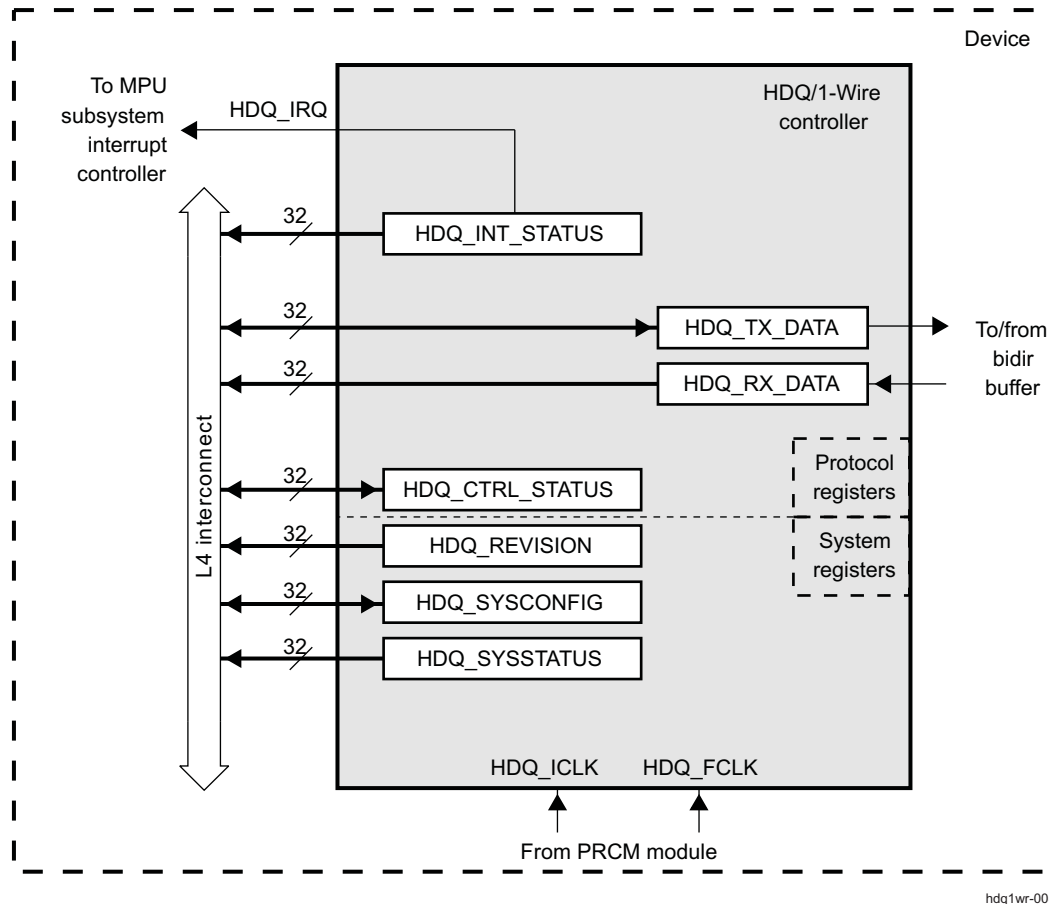 Device
To MPU
subsystem
interrupt
controller
HDQ_IRQ
HDQ/1-Wire
controller
32
HDQ_INT_STATUS
32
HDQ_TX_DATA
To/from
bidir
buffer
32
HDQ_RX_DATA
L4 interconnect
Protocol
registers
32
HDQ_CTRL_STATUS
32
HDQ_REVISION
System
registers
32
HDQ_SYSCONFIG
32
HDQ_SYSSTATUS
HDQ_ICLK
HDQ_FCLK
From PRCM module
hdq1wr-00